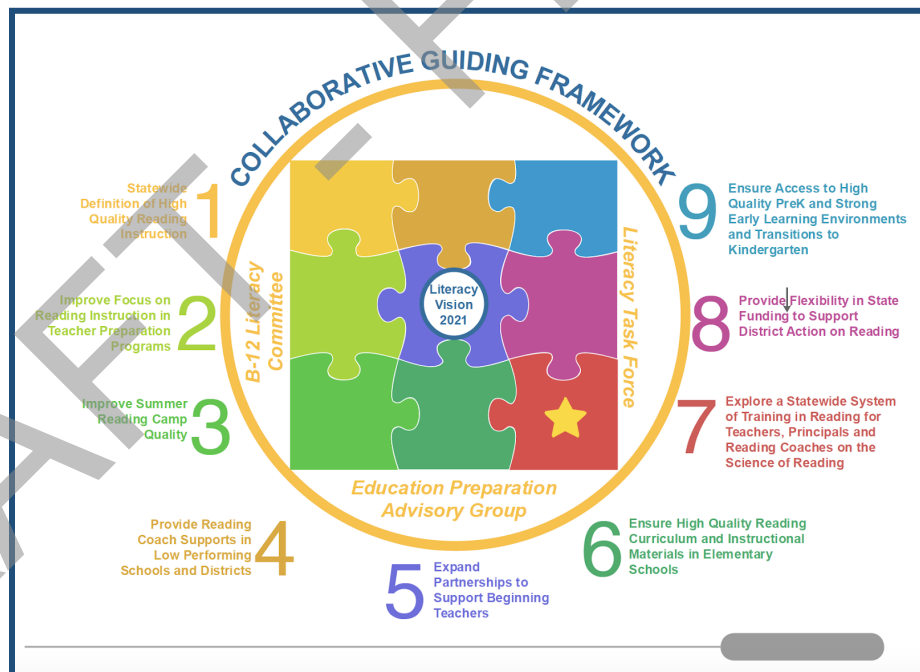 COLLABORATIVE GUIDING FRAMEWORK
Statewide
Definition of High
Quality Reading
Instruction
1
Improve Focus on
Reading Instruction in
Teacher Preparation
Programs
2
Improve Summer
Reading Camp
Quality
3
Provide Reading
Coach Supports in
Low Performing
Schools and Districts
4
5
Expand
Partnerships to
Support Beginning
Teachers
6
Ensure High Quality Reading
Curriculum and Instructional
Materials in Elementary
Schools
7
Explore a Statewide System
of Training in Reading for
Teachers, Principals and
Reading Coaches on the
Science of Reading
8
Provide Flexibility in State
Funding to Support
District Action on Reading
9
Ensure Access to High
Quality PreK and Strong
Early Learning Environments
and Transitions to
Kindergarten
B-12 Literacy
Committee
Literacy
Vision
2021
Literacy Task Force
Education Preparation
Advisory Group